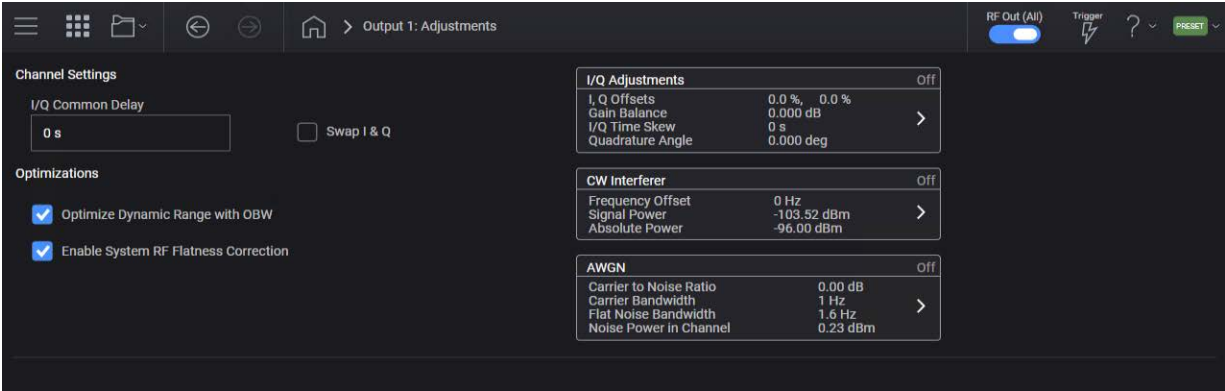 Output 1: Adjustments
RF Out (All)
Trigger
PRESET
Channel Settings
I/Q Common Delay
0 s
Swap I & Q
Optimizations
Optimize Dynamic Range with OBW
Enable System RF Flatness Correction
I/Q Adjustments Off
I, Q Offsets 0.0 %, 0.0 %
Gain Balance 0.000 dB
I/Q Time Skew 0 s
Quadrature Angle 0.000 deg
CW Interferer Off
Frequency Offset 0 Hz
Signal Power -103.52 dBm
Absolute Power -96.00 dBm
AWGN Off
Carrier to Noise Ratio 0.00 dB
Carrier Bandwidth 1 Hz
Flat Noise Bandwidth 1.6 Hz
Noise Power in Channel 0.23 dBm